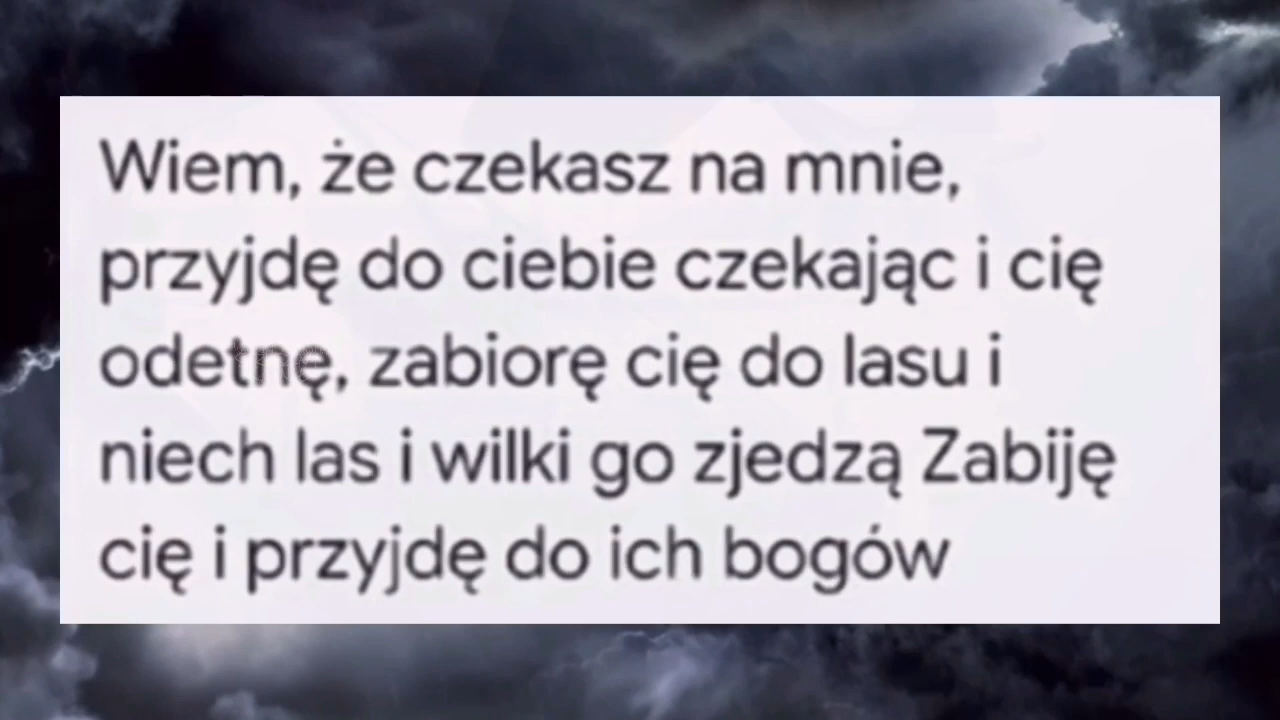 Wiem, że czekasz na mnie,
przyjdę do ciebie czekając i cię
odetnę, zabiorę cię do lasu i
niech las i wilki go zjedzą Zabiję
cię i przyjdę do ich bogów